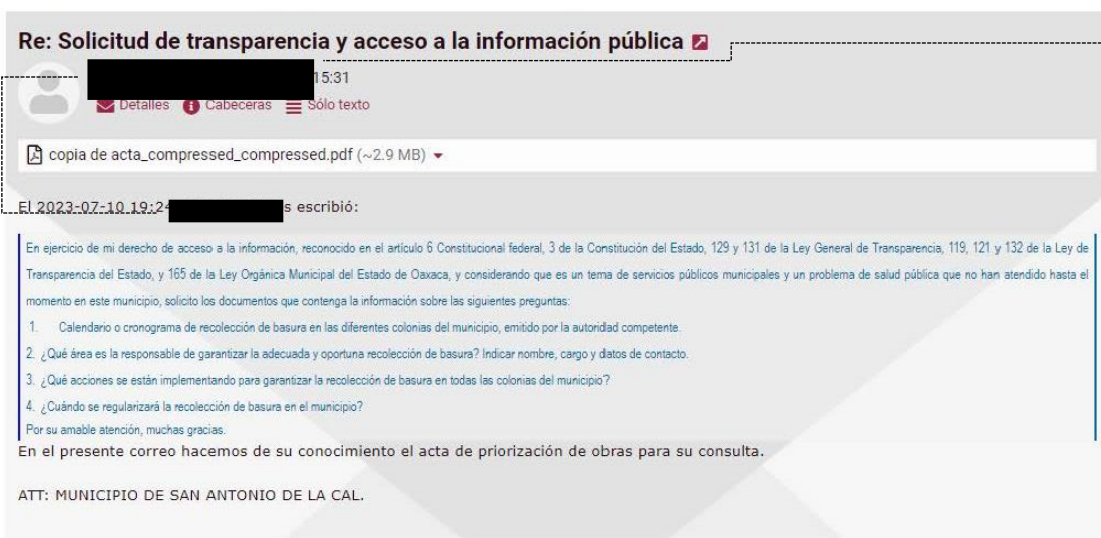 Re: Solicitud de transparencia y acceso a la información pública
15:31
Detalles Cabeceras Sólo texto
copia de acta_compressed_compressed.pdf (~2.9 MB)
El 2023-07-10 19:24 s escribió:
En ejercicio de mi derecho de acceso a la información, reconocido en el artículo 6 Constitucional federal, 3 de la Constitución del Estado, 129 y 131 de la Ley General de Transparencia, 119, 121 y 132 de la Ley de
Transparencia del Estado, y 165 de la Ley Orgánica Municipal del Estado de Oaxaca, y considerando que es un tema de servicios públicos municipales y un problema de salud pública que no han atendido hasta el
momento en este municipio, solicito los documentos que contenga la información sobre las siguientes preguntas:
1. Calendario o cronograma de recolección de basura en las diferentes colonias del municipio, emitido por la autoridad competente.
2. ¿Qué área es la responsable de garantizar la adecuada y oportuna recolección de basura? Indicar nombre, cargo y datos de contacto.
3. ¿Qué acciones se están implementando para garantizar la recolección de basura en todas las colonias del municipio?
4. ¿Cuándo se regularizará la recolección de basura en el municipio?
Por su amable atención, muchas gracias.
En el presente correo hacemos de su conocimiento el acta de priorización de obras para su consulta.
ATT: MUNICIPIO DE SAN ANTONIO DE LA CAL.